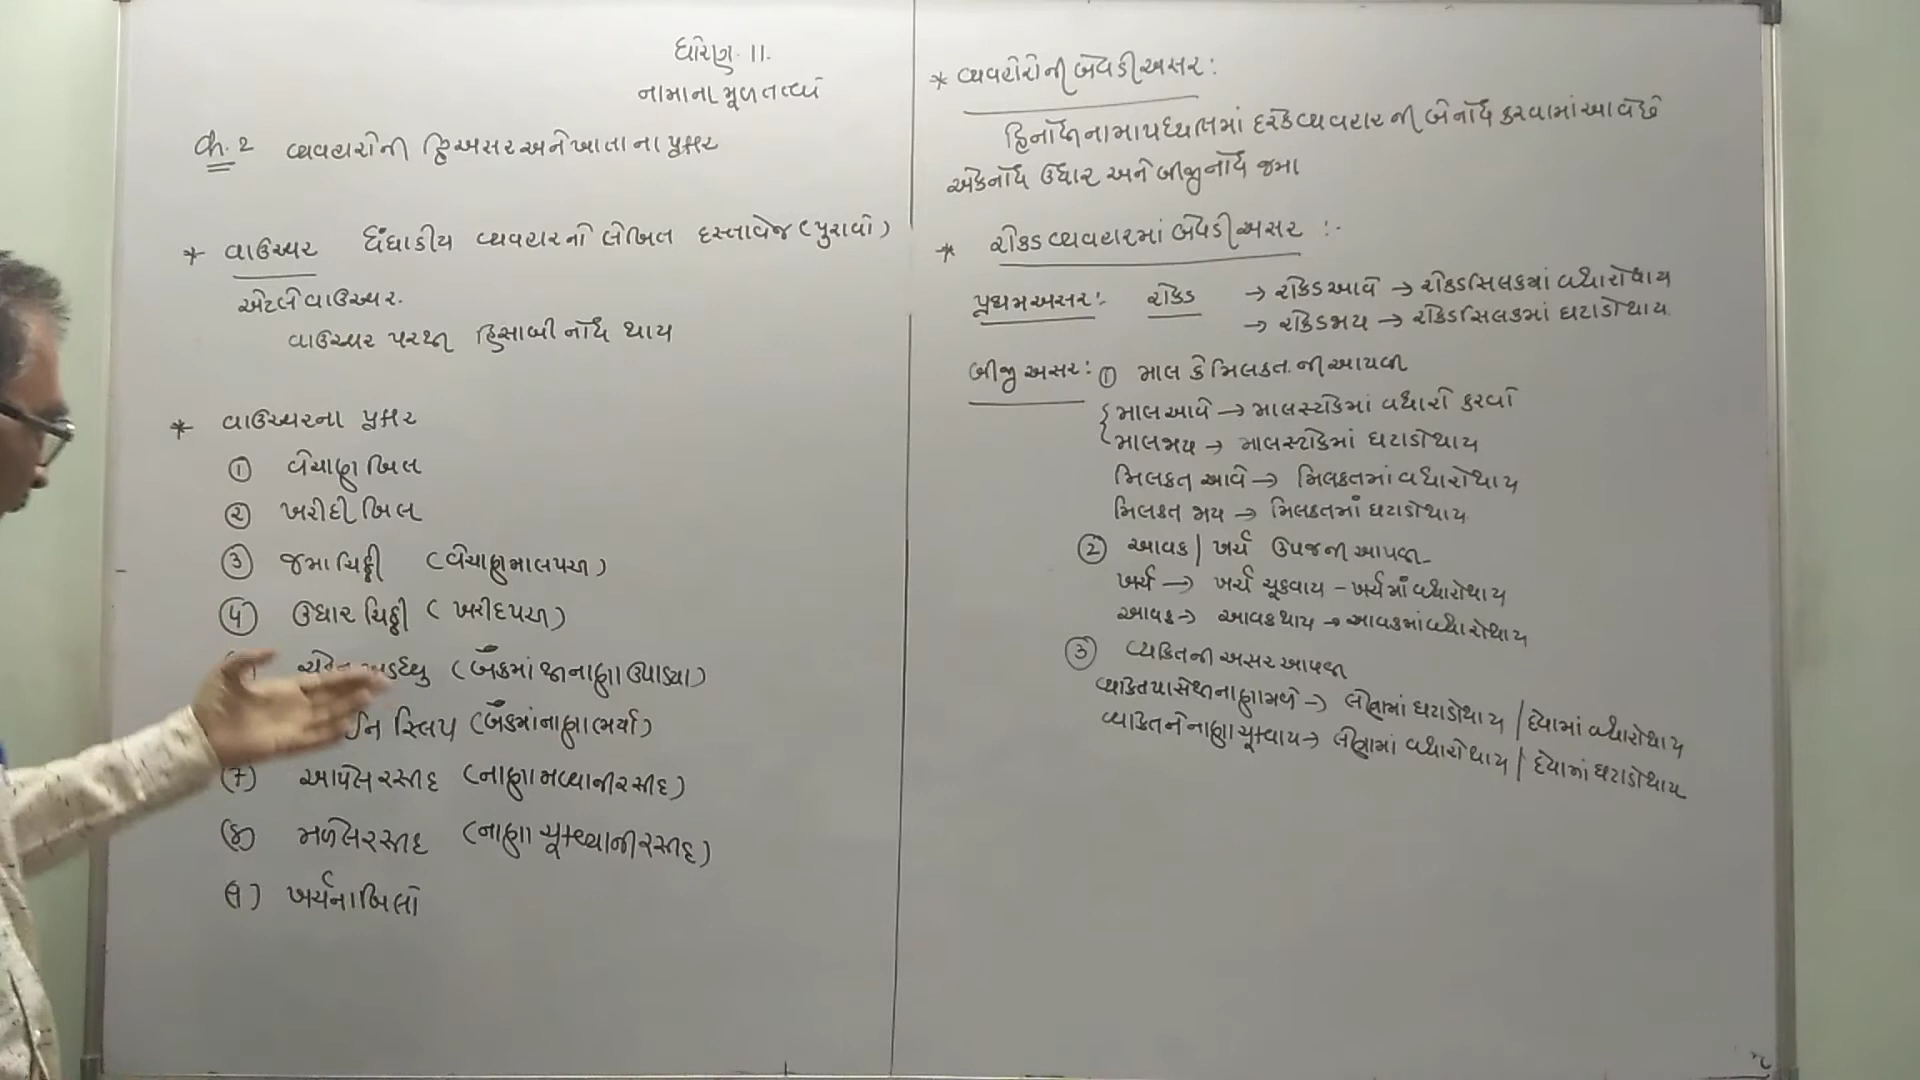 ધોરણ-11.
નામાના મૂળતત્વો
Ch. 2 વ્યવહારોની દ્વિઅસર અને ખાતાના પ્રકાર
* વાઉચર ધંધાકીય વ્યવહારનો લેખિત દસ્તાવેજ (પુરાવો)
એટલે વાઉચર.
વાઉચર પરથી હિસાબી નોંધ થાય
* વાઉચરના પ્રકાર
① વેચાણ બિલ
② ખરીદી બિલ
③ જમા ચિઠ્ઠી (વેચાણ માલ પરત)
④ ઉધાર ચિઠ્ઠી (ખરીદ પરત)
(બેંકમાંથી નાણા ઉપાડ્યા)
સ્લિપ (બેંકમાં નાણા ભર્યા)
(7) આપેલ રસીદ (નાણા મળ્યાની રસીદ)
(8) મળેલ રસીદ (નાણા ચૂકવ્યાની રસીદ)
(9) ખર્ચના બિલો
* વ્યવહારોની બેવડી અસર :
દ્વિનોંધી નામાપદ્ધતિમાં દરેક વ્યવહારની બે નોંધ કરવામાં આવે છે
એક નોંધ ઉધાર અને બીજી નોંધ જમા
* રોકડ વ્યવહારમાં બેવડી અસર :-
પ્રથમ અસર : રોકડ → રોકડ આવે → રોકડ સિલકમાં વધારો થાય
→ રોકડ જાય → રોકડ સિલકમાં ઘટાડો થાય.
બીજી અસર : ① માલ કે મિલકતની આપવી
{ માલ આવે → માલસ્ટોકમાં વધારો કરવો
માલ જાય → માલસ્ટોકમાં ઘટાડો થાય
મિલકત આવે → મિલકતમાં વધારો થાય
મિલકત જાય → મિલકતમાં ઘટાડો થાય.
② આવક / ખર્ચ ઉપજની આપવી
ખર્ચ → ખર્ચ ચૂકવાય - ખર્ચમાં વધારો થાય
આવક → આવક થાય → આવકમાં વધારો થાય
③ વ્યક્તિની અસર આપવી
વ્યક્તિ પાસેથી નાણા મળે → લેણામાં ઘટાડો થાય / દેવામાં વધારો થાય
વ્યક્તિને નાણા ચૂકવાય → લેણામાં વધારો થાય / દેવામાં ઘટાડો થાય